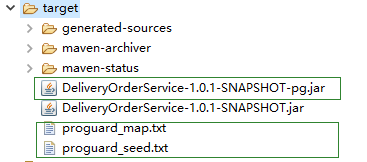 target
generated-sources
maven-archiver
maven-status
DeliveryOrderService-1.0.1-SNAPSHOT-pg.jar
DeliveryOrderService-1.0.1-SNAPSHOT.jar
proguard_map.txt
proguard_seed.txt